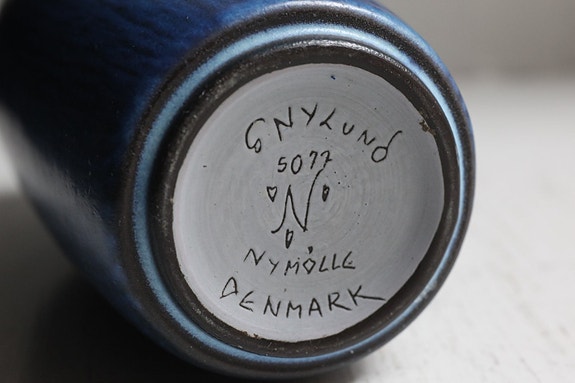 G NYLUND
5077
N
NYMÖLLE
DENMARK